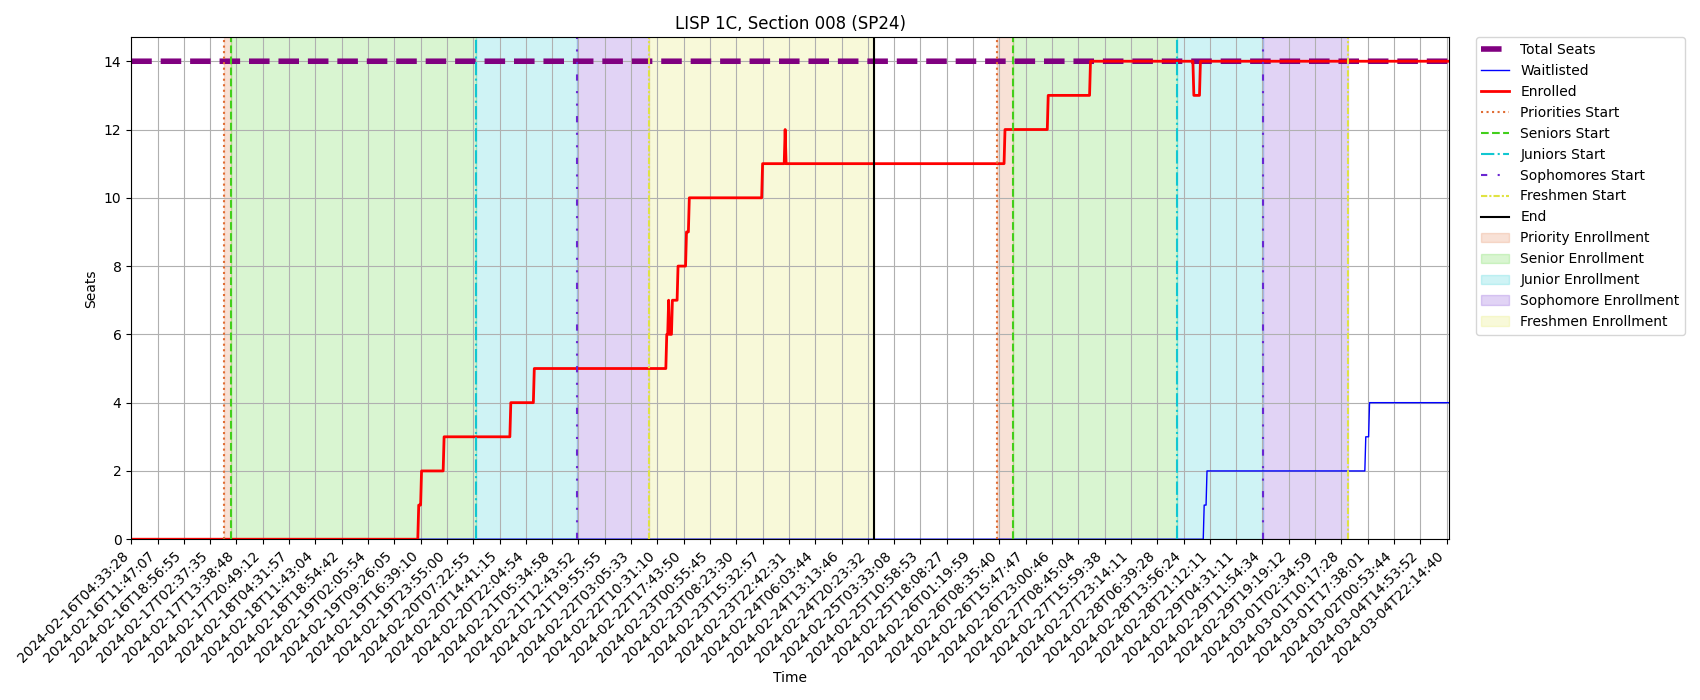 LISP 1C, Section 008 (SP24)
Seats
14
12
10
8
6
4
2
0
2024-02-16T04:33:28
2024-02-16T11:47:07
2024-02-16T18:56:55
2024-02-17T02:37:35
2024-02-17T13:38:48
2024-02-17T20:49:12
2024-02-18T04:31:57
2024-02-18T11:43:04
2024-02-18T18:54:42
2024-02-19T02:05:54
2024-02-19T09:26:05
2024-02-19T16:39:10
2024-02-19T23:55:00
2024-02-20T07:22:55
2024-02-20T14:41:15
2024-02-20T22:04:54
2024-02-21T05:34:58
2024-02-21T12:43:52
2024-02-21T19:55:55
2024-02-22T03:05:33
2024-02-22T10:31:10
2024-02-22T17:43:50
2024-02-23T00:55:45
2024-02-23T08:23:30
2024-02-23T15:32:57
2024-02-23T22:42:31
2024-02-24T06:03:44
2024-02-24T13:13:46
2024-02-24T20:23:32
2024-02-25T03:33:08
2024-02-25T10:58:53
2024-02-25T18:08:27
2024-02-26T01:19:59
2024-02-26T08:35:40
2024-02-26T15:47:47
2024-02-26T23:00:46
2024-02-27T08:45:04
2024-02-27T15:59:38
2024-02-27T23:14:11
2024-02-28T06:39:28
2024-02-28T13:56:24
2024-02-28T21:12:11
2024-02-29T04:31:11
2024-02-29T11:54:34
2024-02-29T19:19:12
2024-03-01T02:34:59
2024-03-01T10:17:28
2024-03-01T17:38:01
2024-03-02T00:53:44
2024-03-04T14:53:52
2024-03-04T22:14:40
Time
Total Seats
Waitlisted
Enrolled
Priorities Start
Seniors Start
Juniors Start
Sophomores Start
Freshmen Start
End
Priority Enrollment
Senior Enrollment
Junior Enrollment
Sophomore Enrollment
Freshmen Enrollment